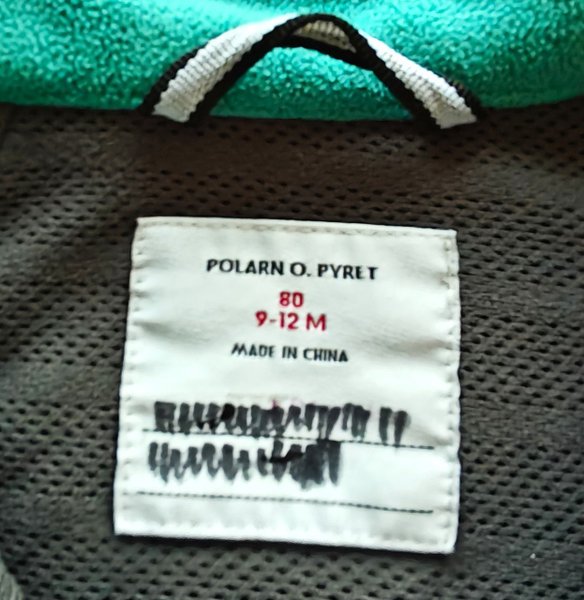 POLARN O. PYRET
80
9-12 M
MADE IN CHINA